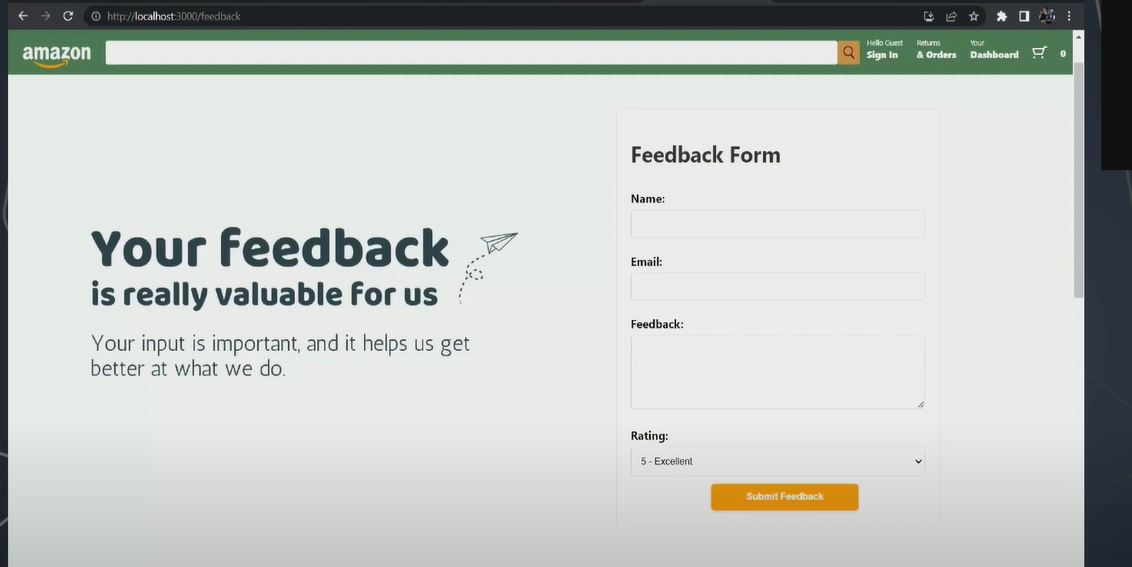 http://localhost:3000/feedback
amazon
Hello Guest
Sign In
Returns
& Orders
Your
Dashboard
0
Feedback Form
Name:
Email:
Feedback:
Rating:
5 - Excellent
Submit Feedback
Your feedback
is really valuable for us
Your input is important, and it helps us get
better at what we do.